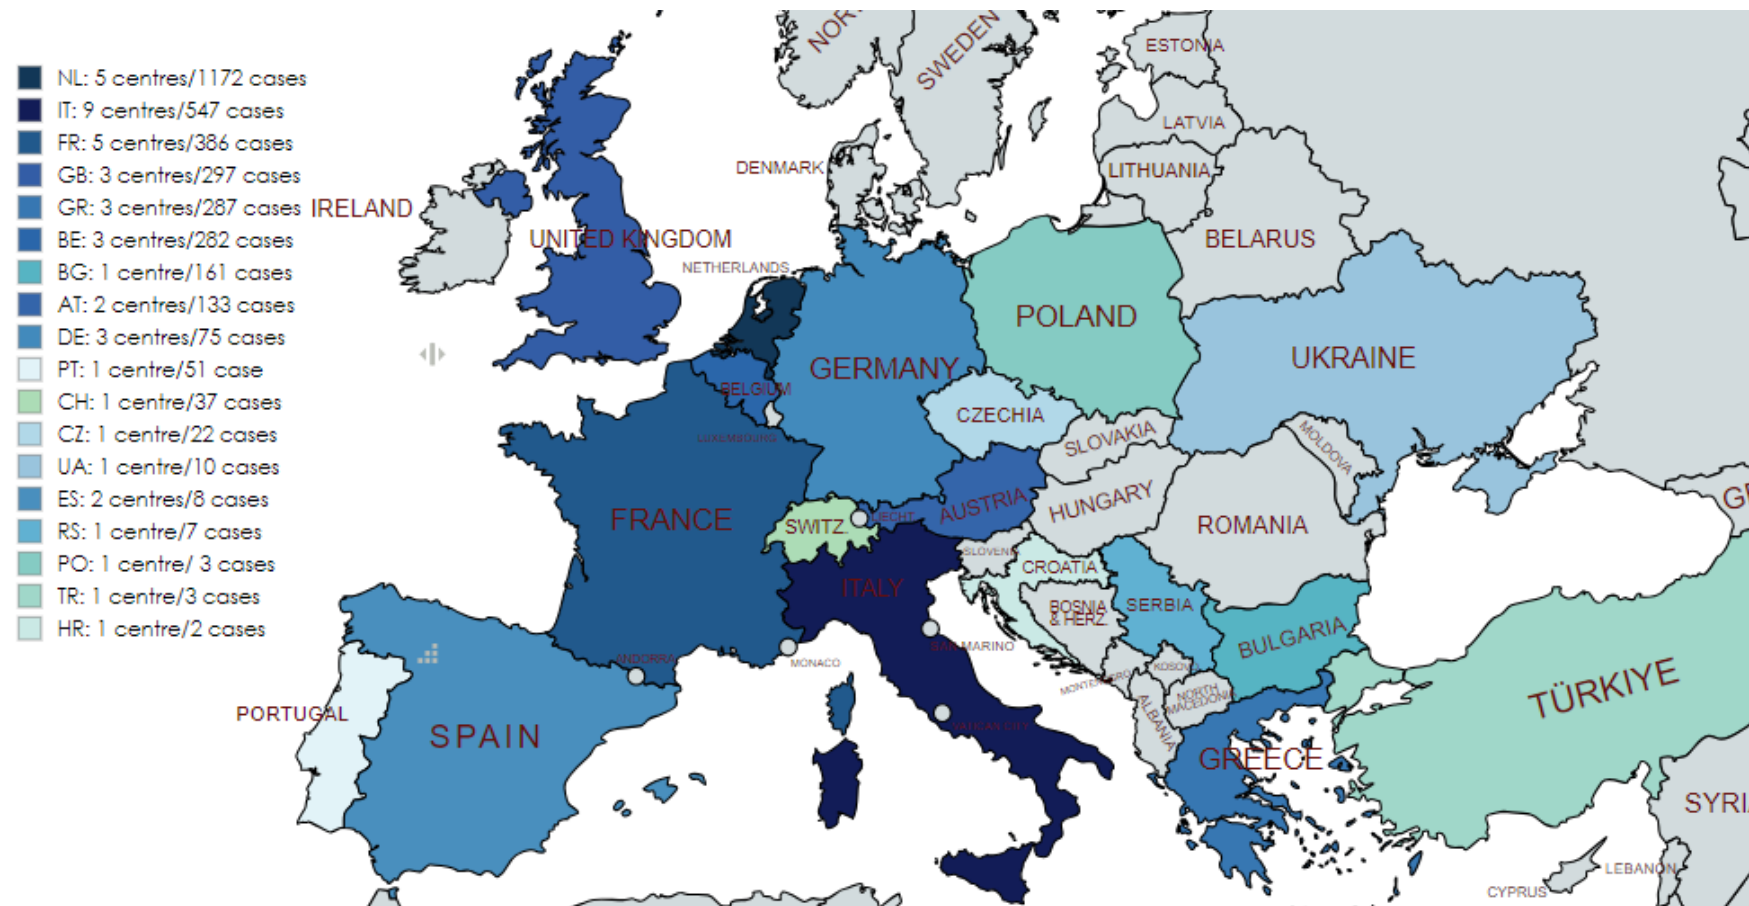 NL: 5 centres/1172 cases
IT: 9 centres/547 cases
FR: 5 centres/386 cases
GB: 3 centres/297 cases
GR: 3 centres/287 cases
BE: 3 centres/282 cases
BG: 1 centre/161 cases
AT: 2 centres/133 cases
DE: 3 centres/75 cases
PT: 1 centre/51 case
CH: 1 centre/37 cases
CZ: 1 centre/22 cases
UA: 1 centre/10 cases
ES: 2 centres/8 cases
RS: 1 centre/7 cases
PO: 1 centre/ 3 cases
TR: 1 centre/3 cases
HR: 1 centre/2 cases
SWEDEN
ESTONIA
LATVIA
DENMARK
LITHUANIA
IRELAND
UNITED KINGDOM
BELARUS
NETHERLANDS
POLAND
UKRAINE
GERMANY
BELGIUM
CZECHIA
LUXEMBOURG
SLOVAKIA
MOLDOVA
HUNGARY
AUSTRIA
LIECHT.
FRANCE
SWITZ.
ROMANIA
SLOVENIA
CROATIA
ITALY
BOSNIA
& HERZ.
SERBIA
BULGARIA
SAN MARINO
MONACO
ANDORRA
KOSOVO
MONTENEGRO
NORTH
MACEDONIA
ALBANIA
TÜRKIYE
PORTUGAL
SPAIN
VATICAN CITY
GREECE
LEBANON
CYPRUS